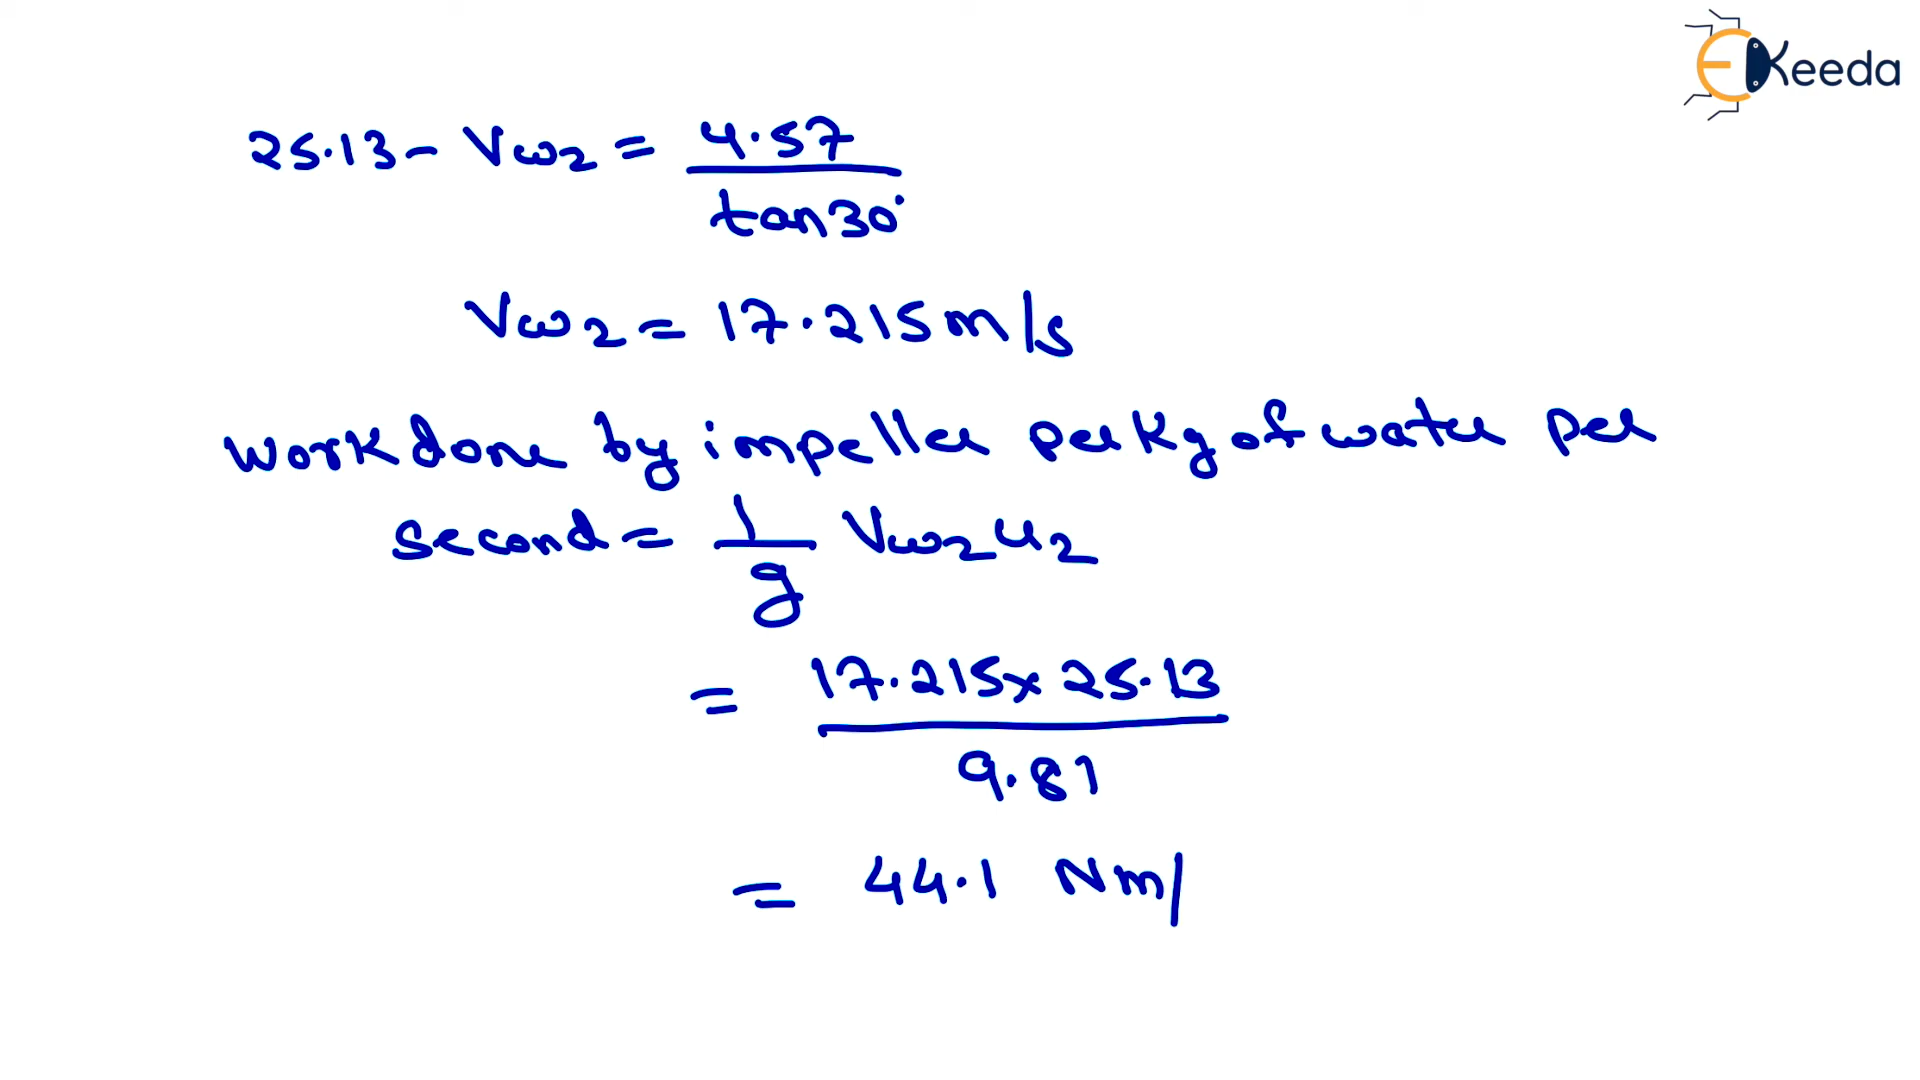 EKeeda
25.13 - Vw2 = 4.57 / tan30°
Vw2 = 17.215 m/s
work done by impeller per kg of water per
second = 1/g Vw2 u2
= 17.215 x 25.13 / 9.81
= 44.1 Nm/